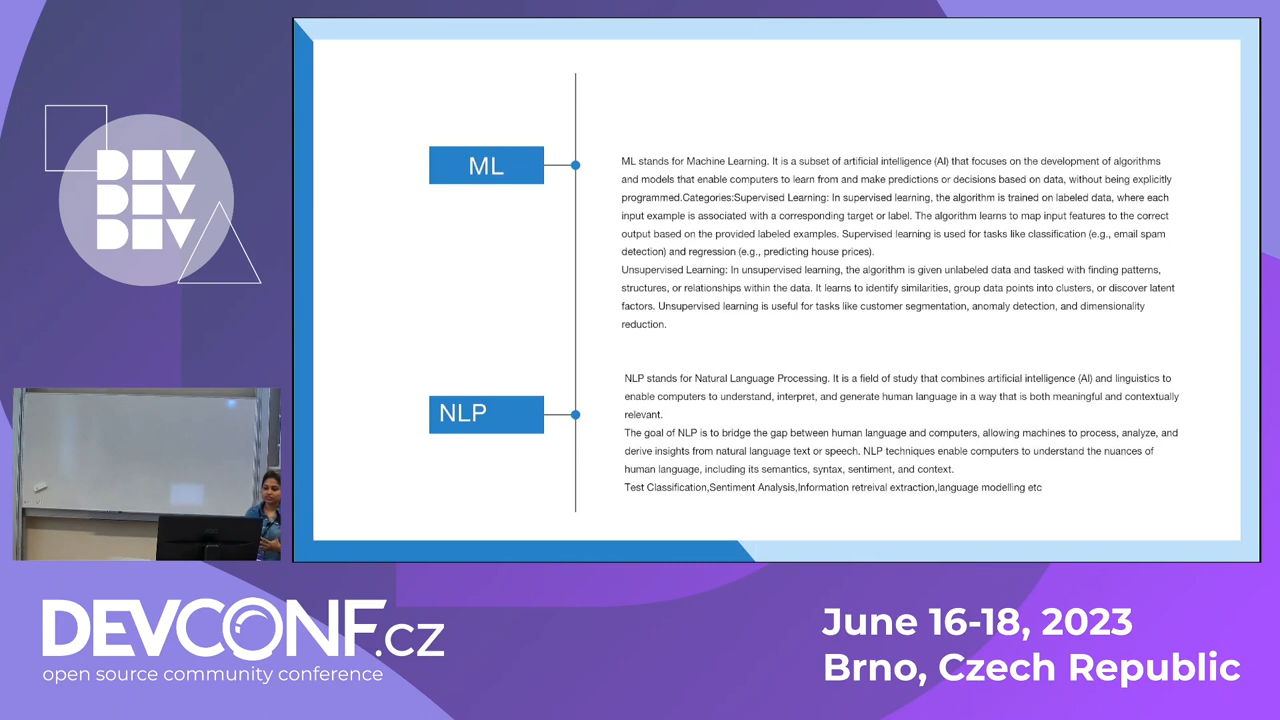 DEV
DEV
DEV
ML
ML stands for Machine Learning. It is a subset of artificial intelligence (AI) that focuses on the development of algorithms
and models that enable computers to learn from and make predictions or decisions based on data, without being explicitly
programmed.Categories:Supervised Learning: In supervised learning, the algorithm is trained on labeled data, where each
input example is associated with a corresponding target or label. The algorithm learns to map input features to the correct
output based on the provided labeled examples. Supervised learning is used for tasks like classification (e.g., email spam
detection) and regression (e.g., predicting house prices).
Unsupervised Learning: In unsupervised learning, the algorithm is given unlabeled data and tasked with finding patterns,
structures, or relationships within the data. It learns to identify similarities, group data points into clusters, or discover latent
factors. Unsupervised learning is useful for tasks like customer segmentation, anomaly detection, and dimensionality
reduction.
NLP
NLP stands for Natural Language Processing. It is a field of study that combines artificial intelligence (AI) and linguistics to
enable computers to understand, interpret, and generate human language in a way that is both meaningful and contextually
relevant.
The goal of NLP is to bridge the gap between human language and computers, allowing machines to process, analyze, and
derive insights from natural language text or speech. NLP techniques enable computers to understand the nuances of
human language, including its semantics, syntax, sentiment, and context.
Test Classification,Sentiment Analysis,Information retreival extraction,language modelling etc
DEVCONF.cz
open source community conference
June 16-18, 2023
Brno, Czech Republic